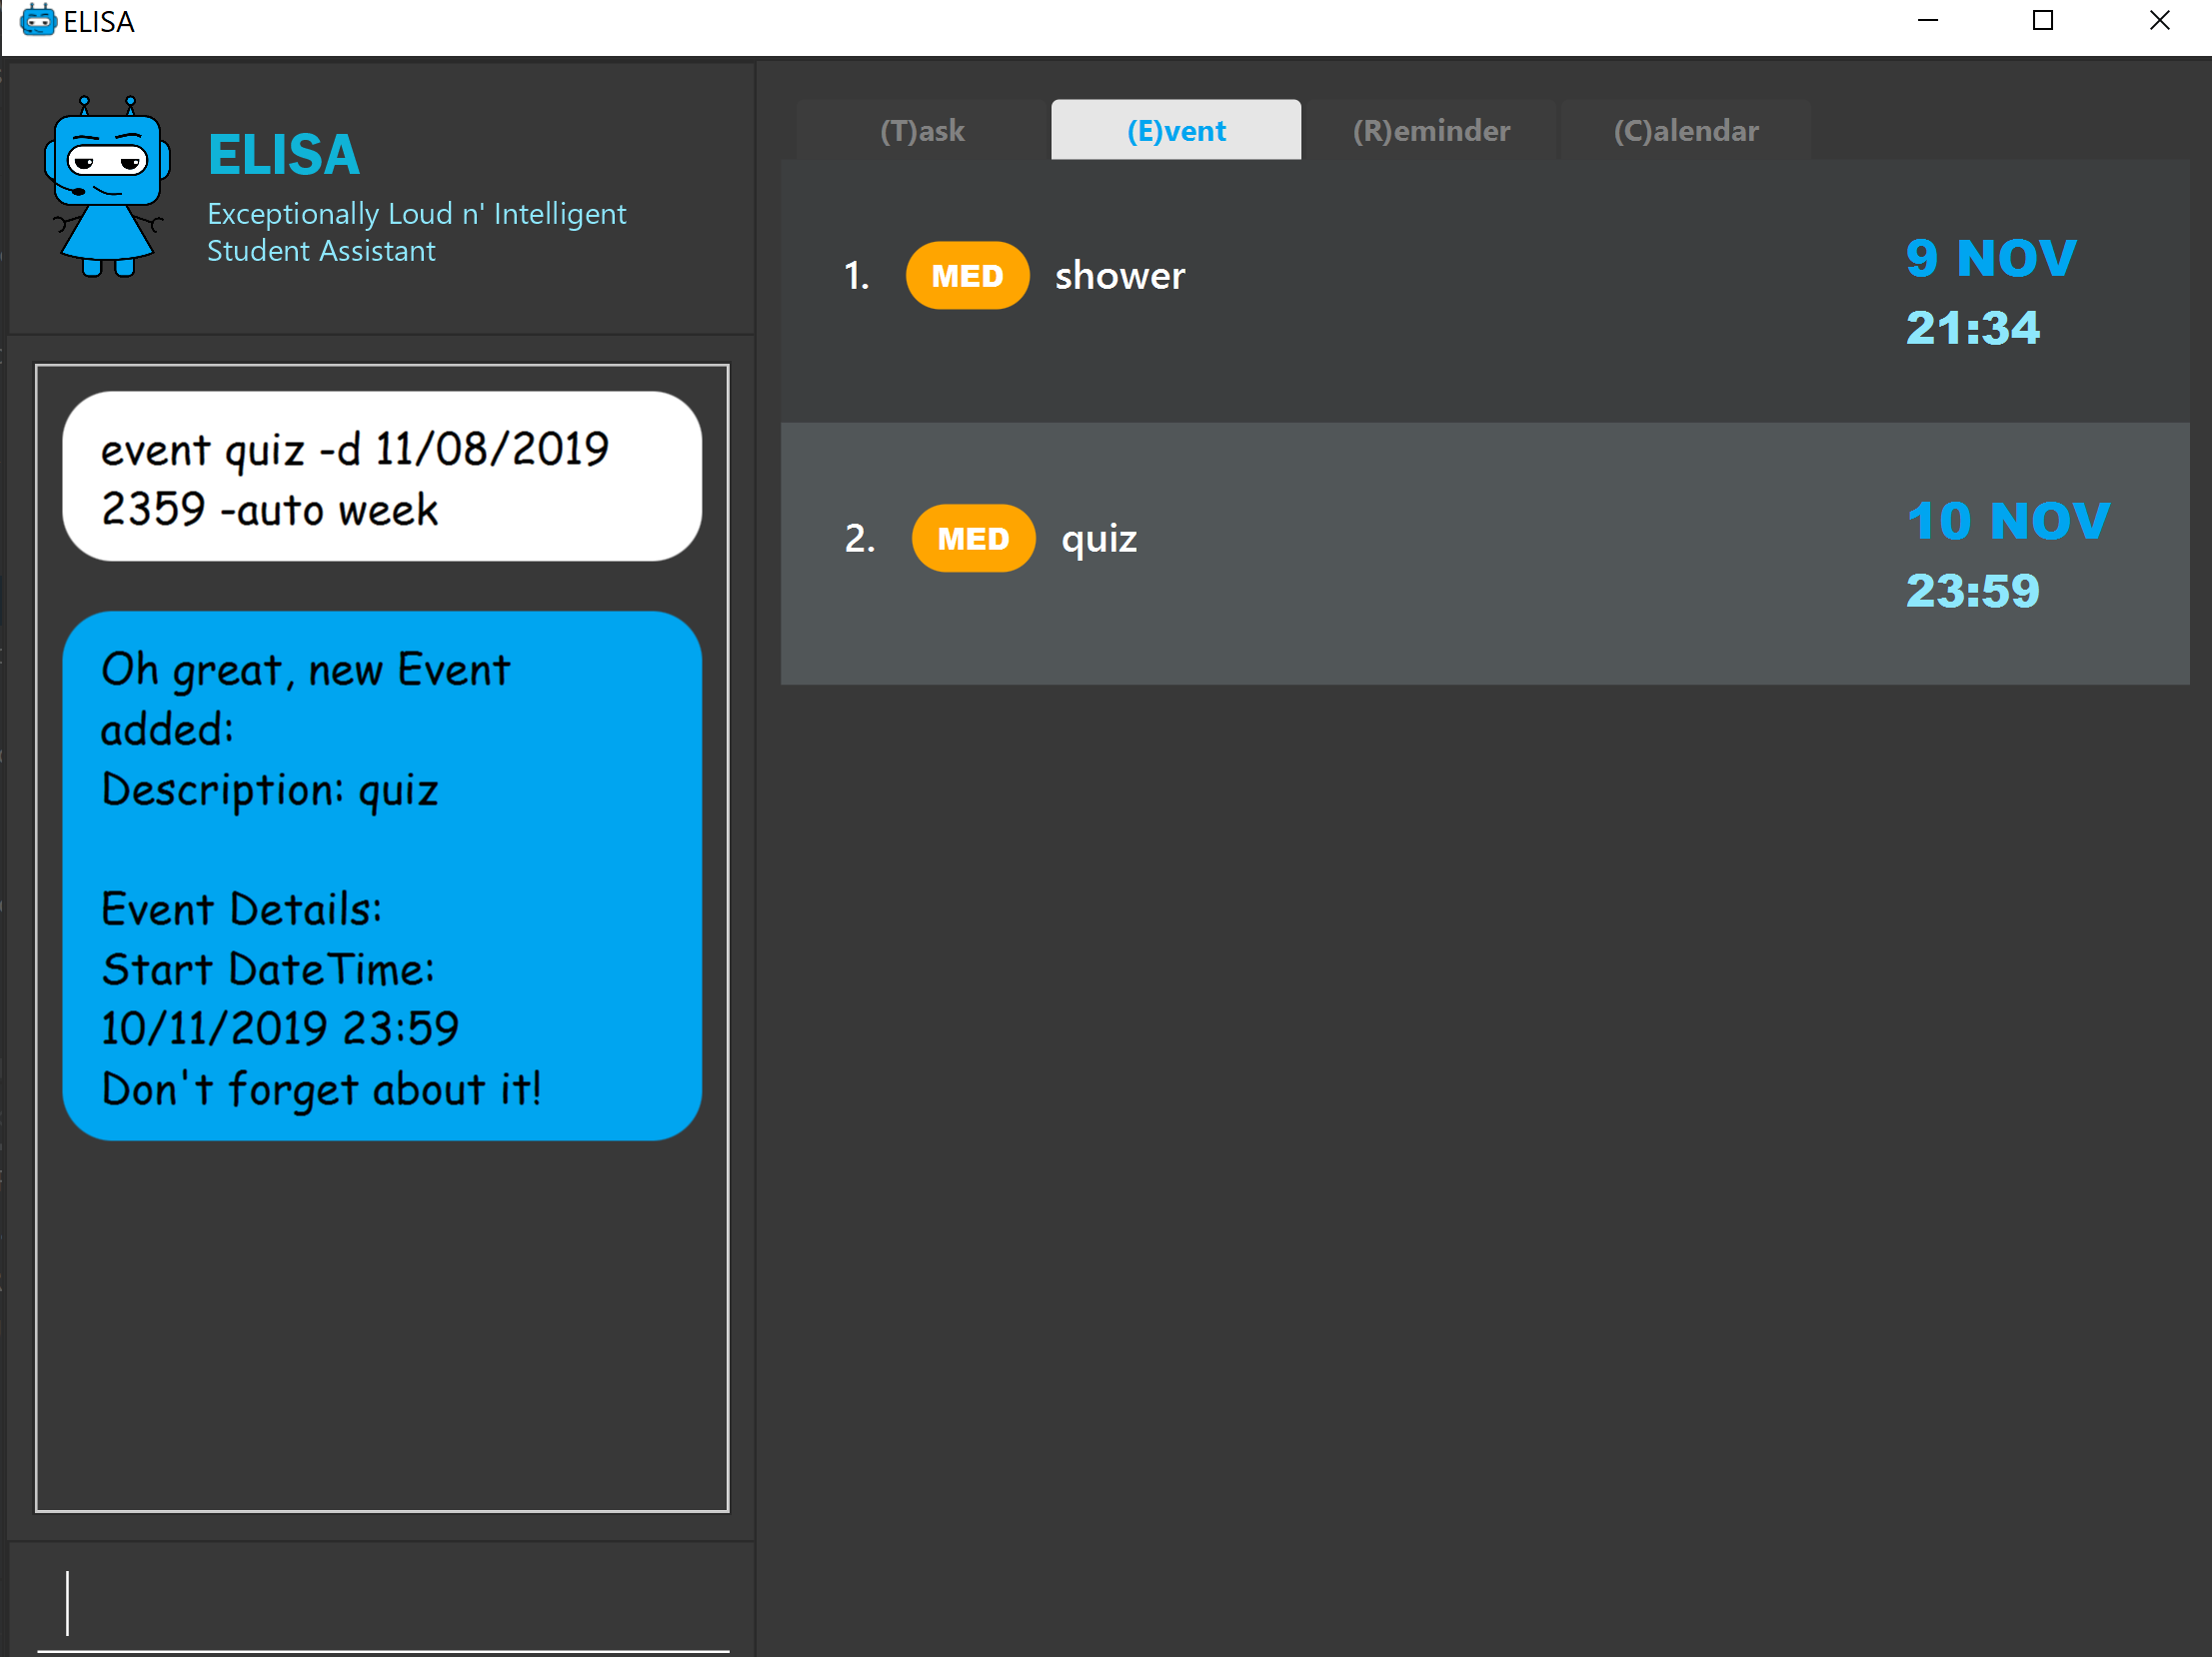 ELISA
ELISA
Exceptionally Loud n' Intelligent
Student Assistant
event quiz -d 11/08/2019
2359 -auto week
Oh great, new Event
added:
Description: quiz
Event Details:
Start DateTime:
10/11/2019 23:59
Don't forget about it!
(T)ask
(E)vent
(R)eminder
(C)alendar
1. MED shower
9 NOV
21:34
2. MED quiz
10 NOV
23:59